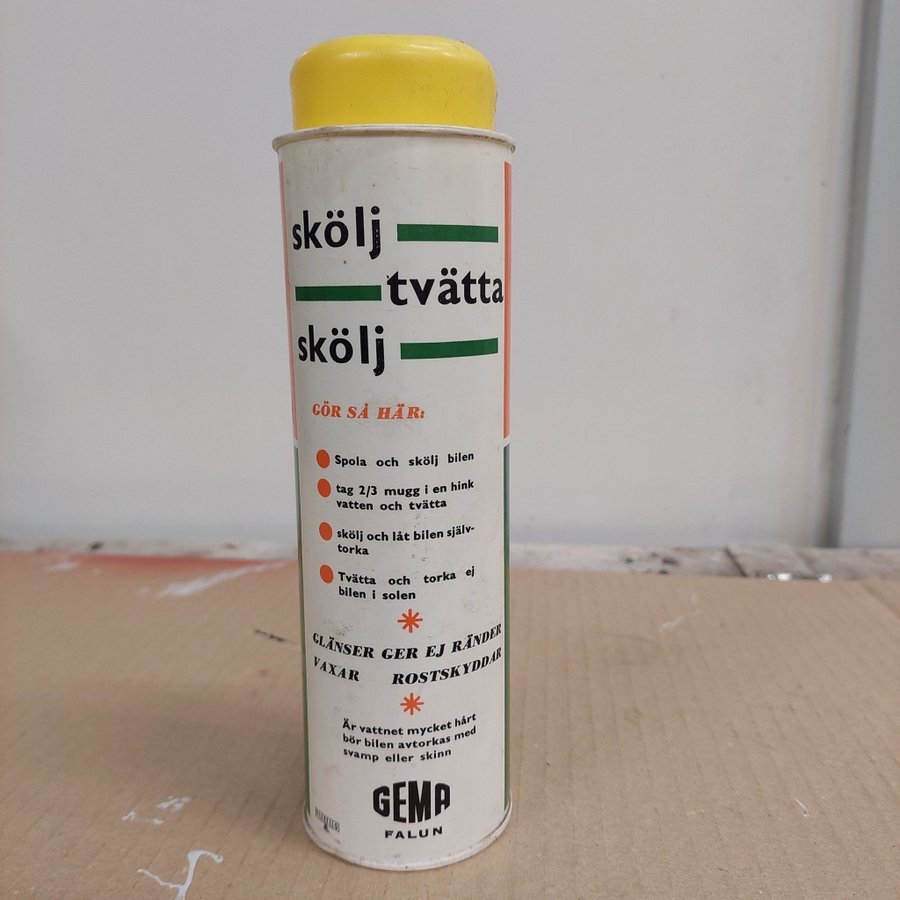 skölj
tvätta
skölj
GÖR SÅ HÄR:
Spola och skölj bilen
tag 2/3 mugg i en hink
vatten och tvätta
skölj och låt bilen själv-
torka
Tvätta och torka ej
bilen i solen
GLÄNSER GER EJ RÄNDER
VAXAR ROSTSKYDDAR
Är vattnet mycket hårt
bör bilen avtorkas med
svamp eller skinn
GEMA
FALUN